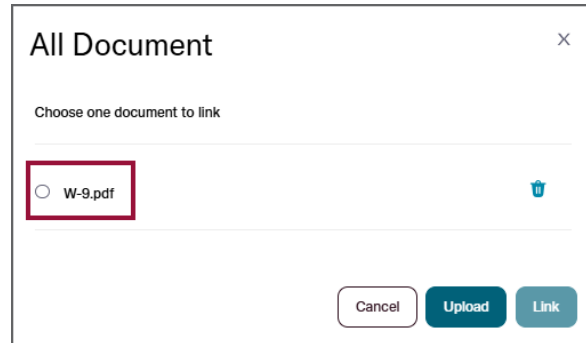 All Document
Choose one document to link
W-9.pdf
Cancel
Upload
Link